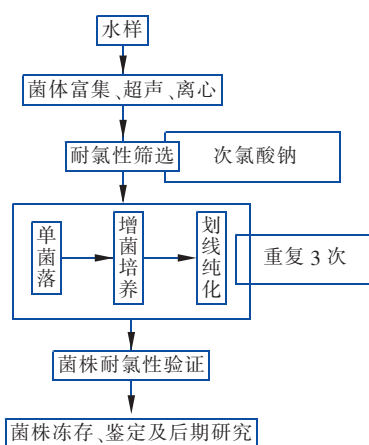 水样
菌体富集、超声、离心
耐氯性筛选
次氯酸钠
单菌落
增菌培养
划线纯化
重复 3 次
菌株耐氯性验证
菌株冻存、鉴定及后期研究